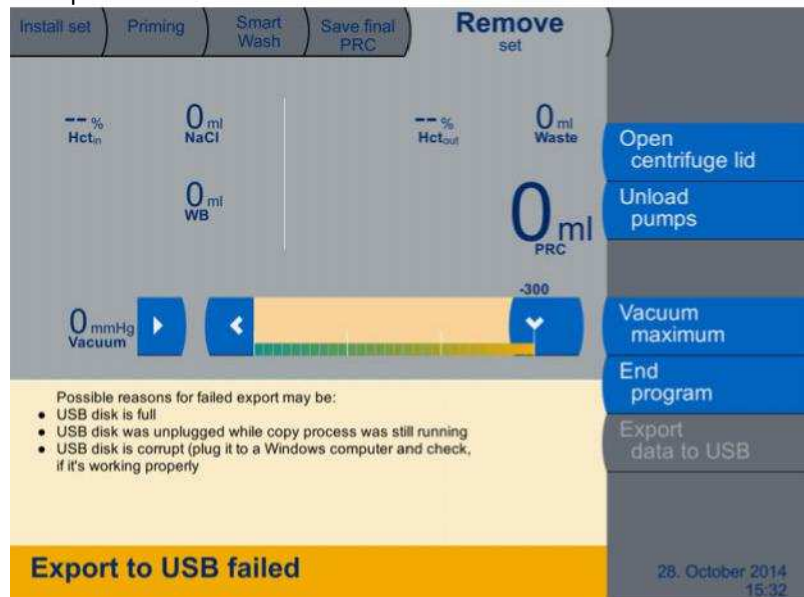 Install set
Priming
Smart
Wash
Save final
PRC
Remove
set
-- %
Hctin
0 ml
NaCl
-- %
Hctout
0 ml
Waste
0 ml
WB
0 ml
PRC
-300
0 mmHg
Vacuum
Open
centrifuge lid
Unload
pumps
Vacuum
maximum
End
program
Export
data to USB
Possible reasons for failed export may be:
● USB disk is full
● USB disk was unplugged while copy process was still running
● USB disk is corrupt (plug it to a Windows computer and check,
if it's working properly
Export to USB failed
28. October 2014
15:32